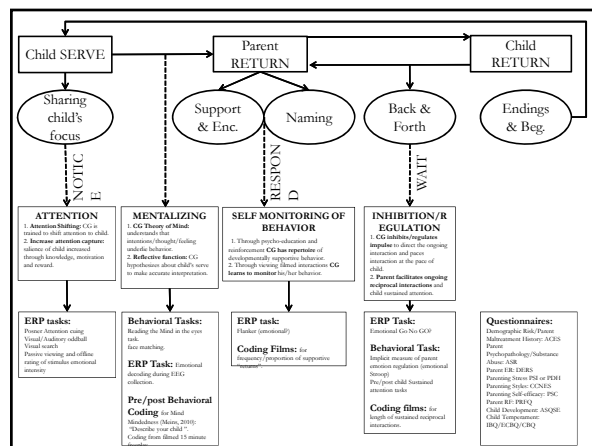 Child SERVE
Parent
RETURN
Child
RETURN
Sharing
child's
focus
Support
& Enc.
Naming
Back &
Forth
Endings
& Beg.
NOTIC
E
RESPON
D
WAIT
ATTENTION
1. Attention Shifting: CG is
trained to shift attention to child.
2. Increase attention capture:
salience of child increased
through knowledge, motivation
and reward.
MENTALIZING
1. CG Theory of Mind:
understands that
intentions/thought/feeling
underlie behavior.
2. Reflective function: CG
hypothesizes about child's serve
to make accurate interpretation.
SELF MONITORING OF
BEHAVIOR
1. Through psycho-education and
reinforcement CG has repertoire of
developmentally supportive behavior.
2. Through viewing filmed interactions CG
learns to monitor his/her behavior.
INHIBITION/R
EGULATION
1. CG inhibits/regulates
impulse to direct the ongoing
interaction and paces
interaction at the pace of
child.
2. Parent facilitates ongoing
reciprocal interactions and
child sustained attention.
ERP tasks:
Posner Attention cuing
Visual/Auditory oddball
Visual search
Passive viewing and offline
rating of stimulus emotional
intensity
Behavioral Tasks:
Reading the Mind in the eyes
task.
face matching.
ERP Task: Emotional
decoding during EEG
collection.
Pre/post Behavioral
Coding for Mind
Mindedness (Meins, 2010):
"Describe your child".
Coding from filmed 15 minute
ERP task:
Flanker (emotional?)
Coding Films: for
frequency/proportion of supportive
"returns".
ERP Task:
Emotional Go No GO?
Behavioral Task:
Implicit measure of parent
emotion regulation (emotional
Stroop)
Pre/post child Sustained
attention tasks
Coding films: for
length of sustained reciprocal
interactions.
Questionnaires:
Demographic Risk/Parent
Maltreatment History: ACES
Parent
Psychopathology/Substance
Abuse: ASR
Parent ER: DERS
Parenting Stress PSI or PDH
Parenting Styles: CCNES
Parenting Self-efficacy: PSC
Parent RF: PRFQ
Child Development: ASQSE
Child Temperament:
IBQ/ECBQ/CBQ